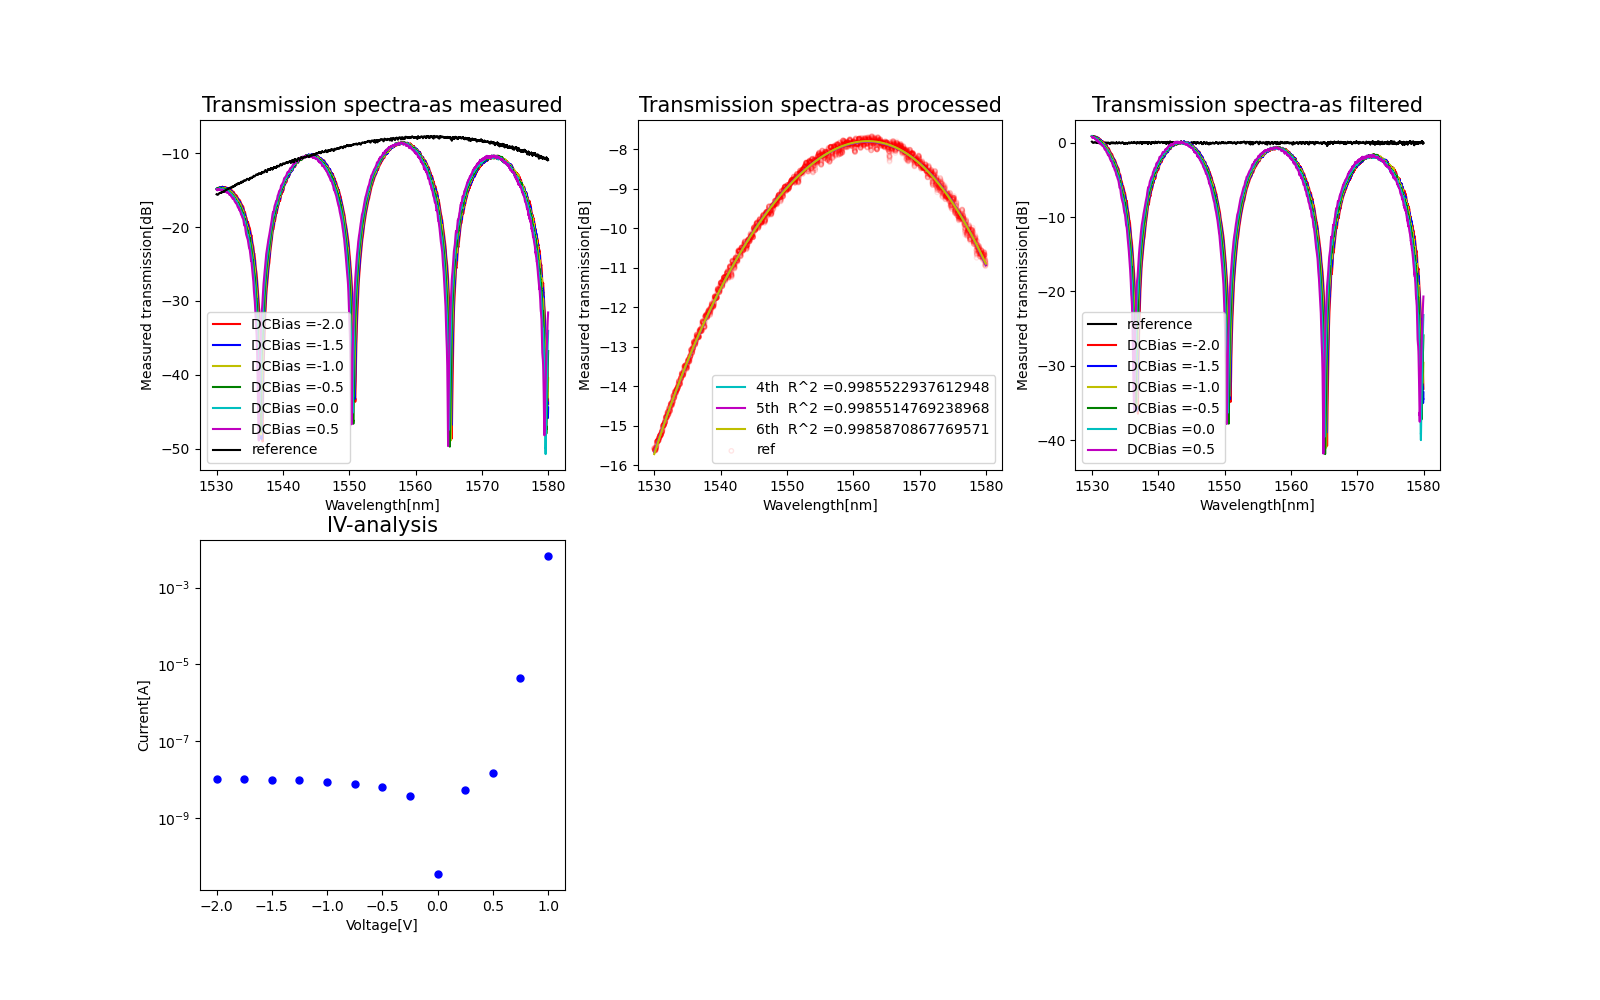 Transmission spectra-as measured
Measured transmission[dB]
−10
−20
−30
−40
−50
DCBias =-2.0
DCBias =-1.5
DCBias =-1.0
DCBias =-0.5
DCBias =0.0
DCBias =0.5
reference
1530 1540 1550 1560 1570 1580
Wavelength[nm]
Transmission spectra-as processed
Measured transmission[dB]
−8
−9
−10
−11
−12
−13
−14
−15
−16
4th R^2 =0.9985522937612948
5th R^2 =0.9985514769238968
6th R^2 =0.9985870867769571
ref
1530 1540 1550 1560 1570 1580
Wavelength[nm]
Transmission spectra-as filtered
Measured transmission[dB]
0
−10
−20
−30
−40
reference
DCBias =-2.0
DCBias =-1.5
DCBias =-1.0
DCBias =-0.5
DCBias =0.0
DCBias =0.5
1530 1540 1550 1560 1570 1580
Wavelength[nm]
IV-analysis
Current[A]
10⁻³
10⁻⁵
10⁻⁷
10⁻⁹
−2.0 −1.5 −1.0 −0.5 0.0 0.5 1.0
Voltage[V]